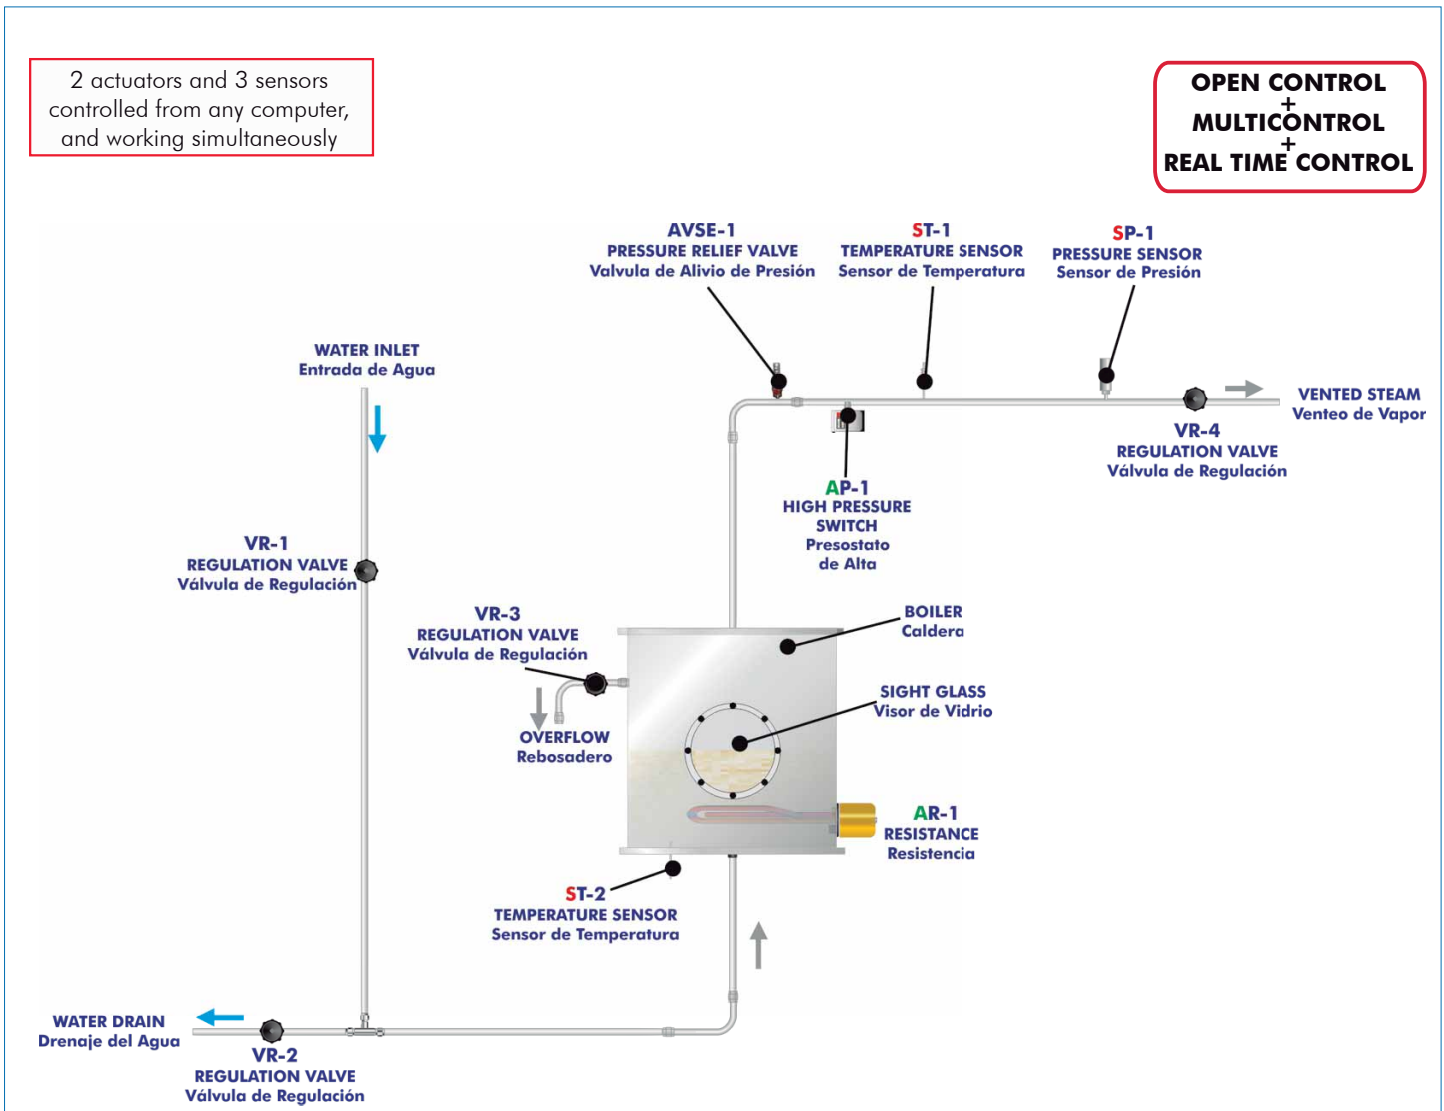 2 actuators and 3 sensors
controlled from any computer,
and working simultaneously
OPEN CONTROL
+
MULTICONTROL
+
REAL TIME CONTROL
AVSE-1
PRESSURE RELIEF VALVE
Valvula de Alivio de Presión
ST-1
TEMPERATURE SENSOR
Sensor de Temperatura
SP-1
PRESSURE SENSOR
Sensor de Presión
WATER INLET
Entrada de Agua
VENTED STEAM
Venteo de Vapor
VR-4
REGULATION VALVE
Válvula de Regulación
AP-1
HIGH PRESSURE
SWITCH
Presostato
de Alta
VR-1
REGULATION VALVE
Válvula de Regulación
VR-3
REGULATION VALVE
Válvula de Regulación
BOILER
Caldera
SIGHT GLASS
Visor de Vidrio
OVERFLOW
Rebosadero
AR-1
RESISTANCE
Resistencia
ST-2
TEMPERATURE SENSOR
Sensor de Temperatura
WATER DRAIN
Drenaje del Agua
VR-2
REGULATION VALVE
Válvula de Regulación